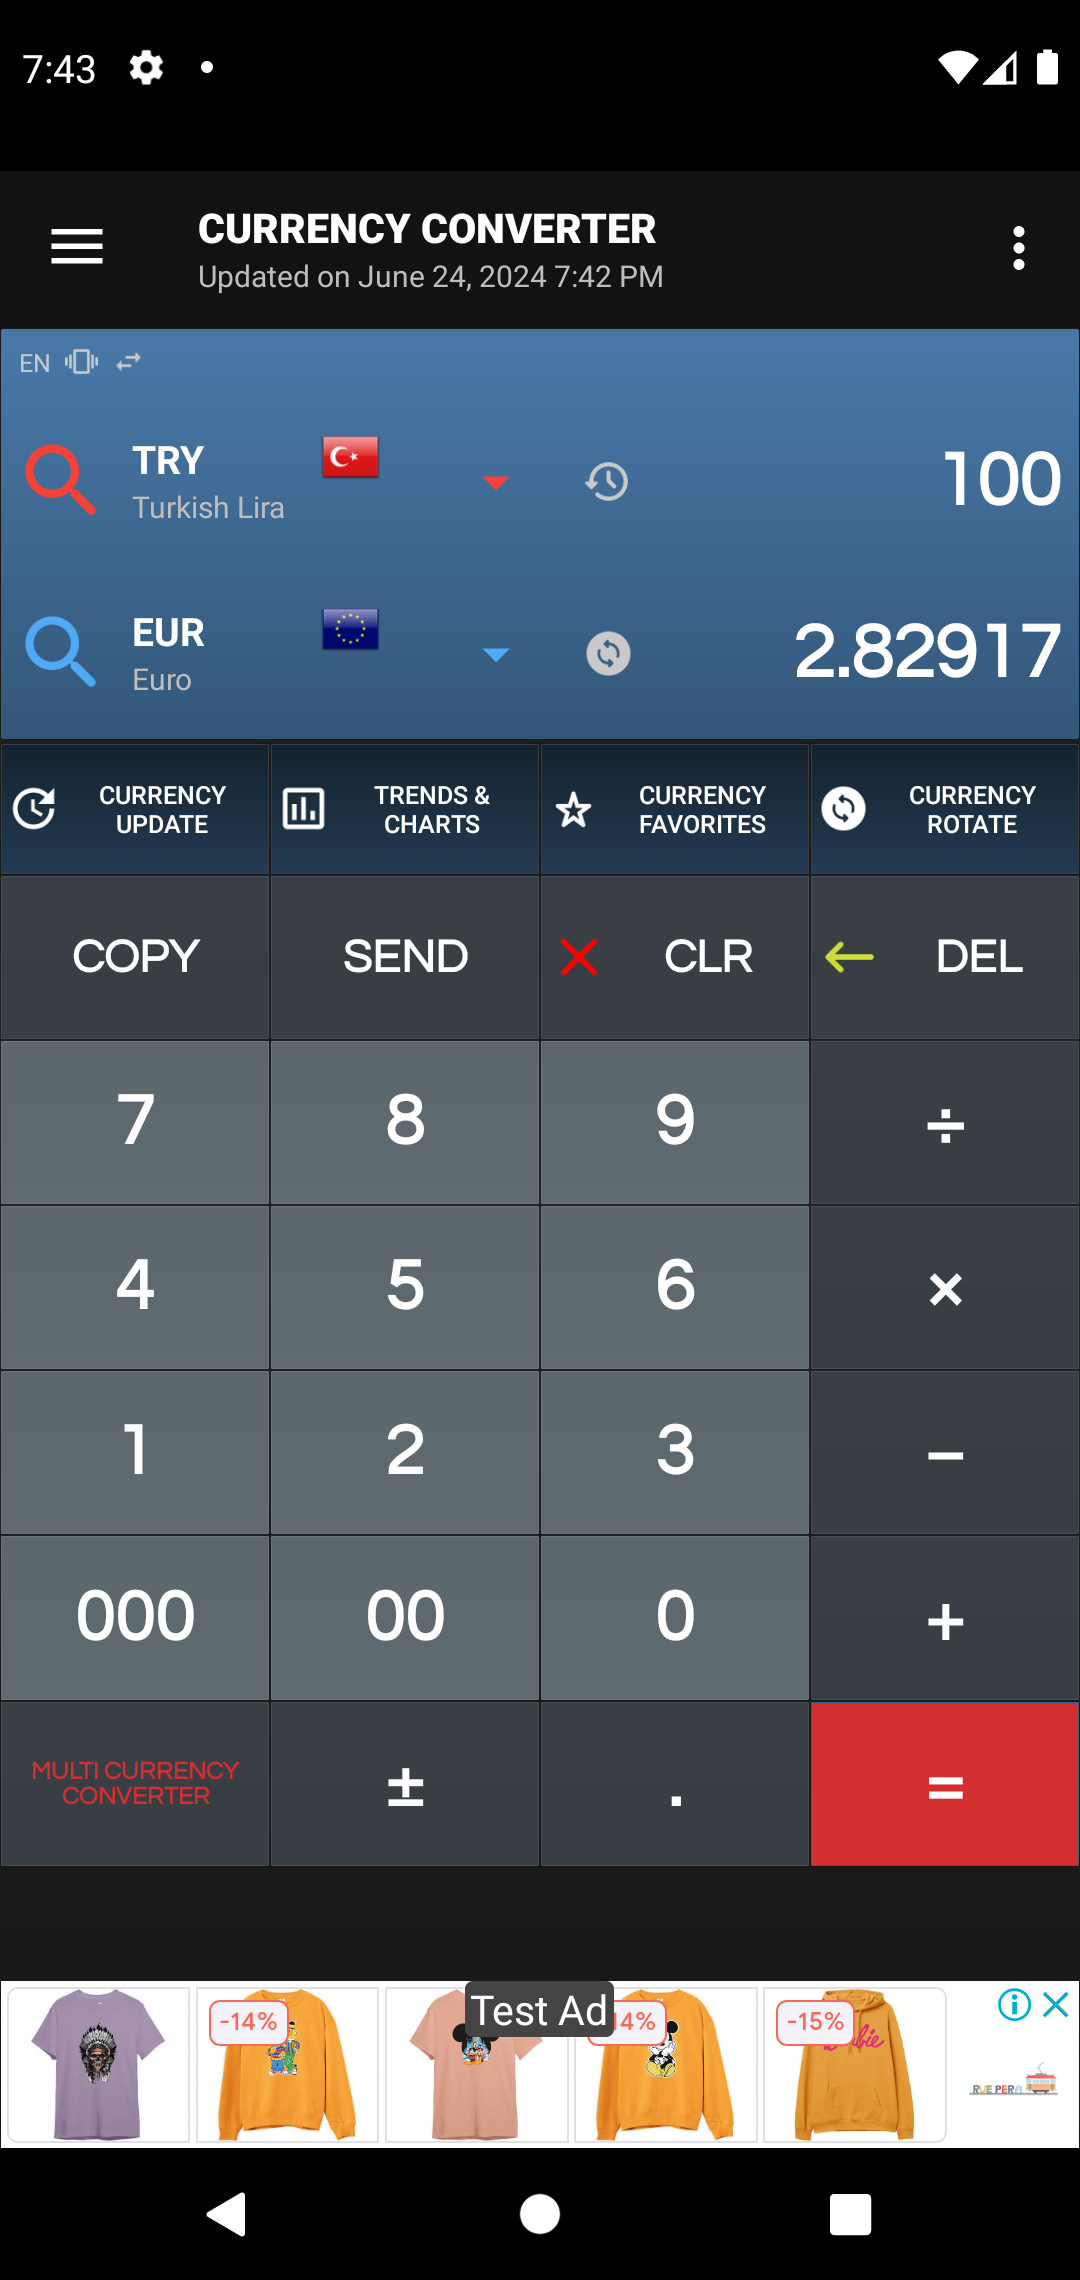 7:43
CURRENCY CONVERTER
Updated on June 24, 2024 7:42 PM
EN
TRY
Turkish Lira
100
EUR
Euro
2.82917
CURRENCY
UPDATE
TRENDS &
CHARTS
CURRENCY
FAVORITES
CURRENCY
ROTATE
COPY
SEND
CLR
DEL
7
8
9
÷
4
5
6
×
1
2
3
−
000
00
0
+
MULTI CURRENCY
CONVERTER
±
.
=
Test Ad
-14%
14%
-15%
RUE PERA